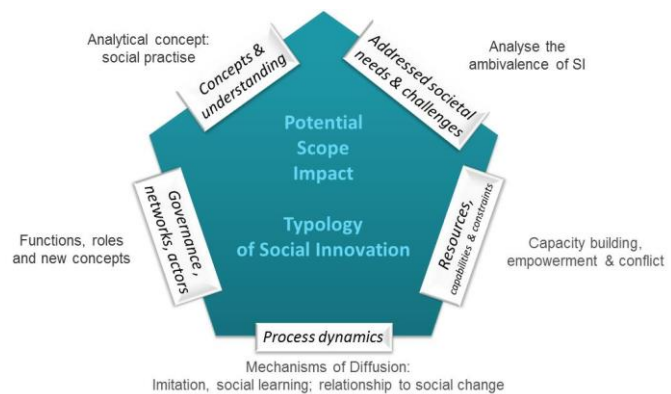 Analytical concept:
social practise
Concepts &
understanding
Addressed societal
needs & challenges
Analyse the
ambivalence of SI
Potential
Scope
Impact
Typology
of Social Innovation
Governance ,
networks, actors
Functions, roles
and new concepts
Resources,
capabilities & constraints
Capacity building,
empowerment & conflict
Process dynamics
Mechanisms of Diffusion:
Imitation, social learning; relationship to social change